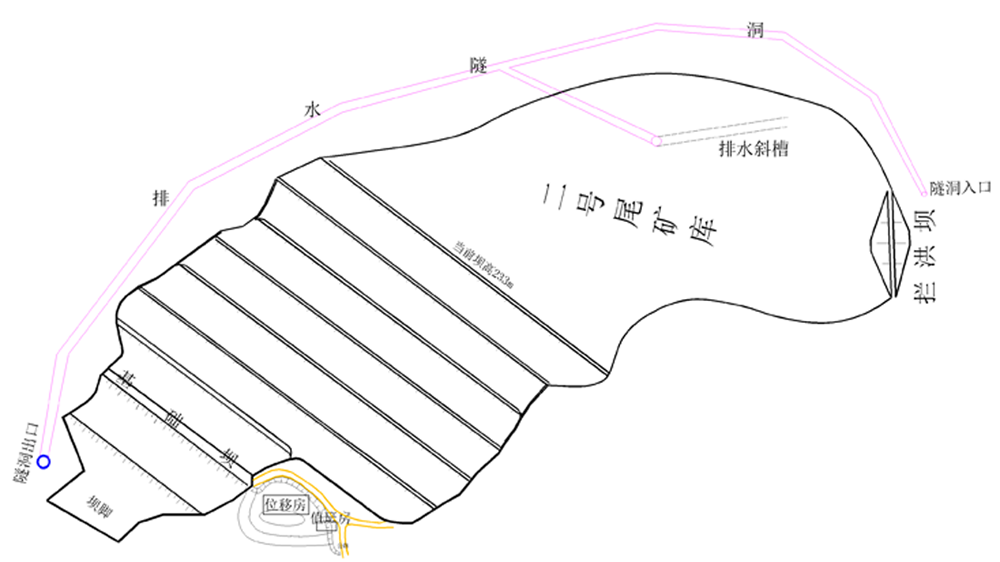 排水隧洞
排水斜槽
隧洞入口
二号尾矿库
拦洪坝
当前坝高233m
基础坝
隧洞出口
坝脚
位移房
值班房